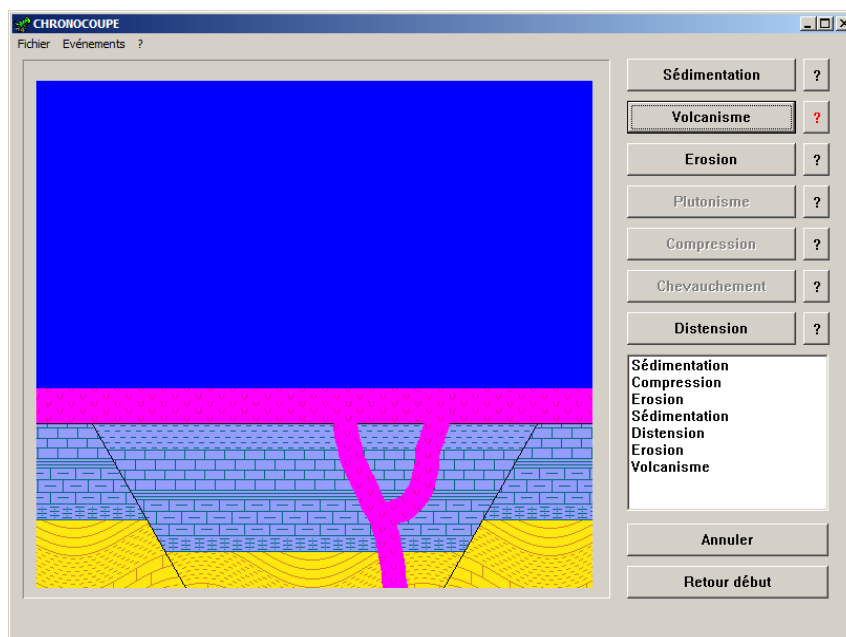 CHRONOCOUPE
Fichier Evénements ?
Sédimentation ?
Volcanisme ?
Erosion ?
Plutonisme ?
Compression ?
Chevauchement ?
Distension ?
Sédimentation
Compression
Erosion
Sédimentation
Distension
Erosion
Volcanisme
Annuler
Retour début